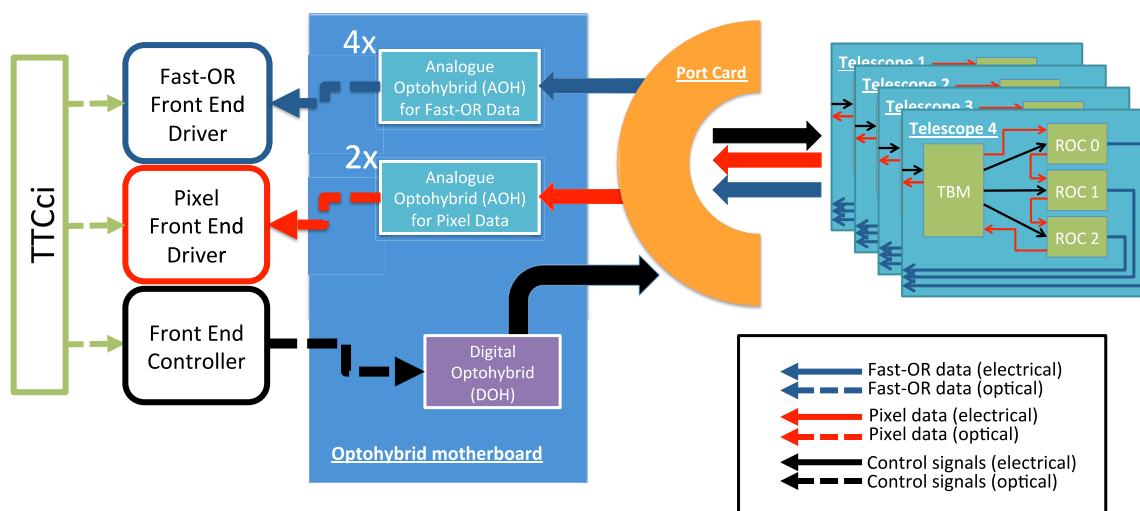 TTCci
Fast-OR
Front End
Driver
Pixel
Front End
Driver
Front End
Controller
4x
Analogue
Optohybrid (AOH)
for Fast-OR Data
2x
Analogue
Optohybrid (AOH)
for Pixel Data
Digital
Optohybrid
(DOH)
Optohybrid motherboard
Port Card
Telescope 1
Telescope 2
Telescope 3
Telescope 4
TBM
ROC 0
ROC 1
ROC 2
Fast-OR data (electrical)
Fast-OR data (optical)
Pixel data (electrical)
Pixel data (optical)
Control signals (electrical)
Control signals (optical)